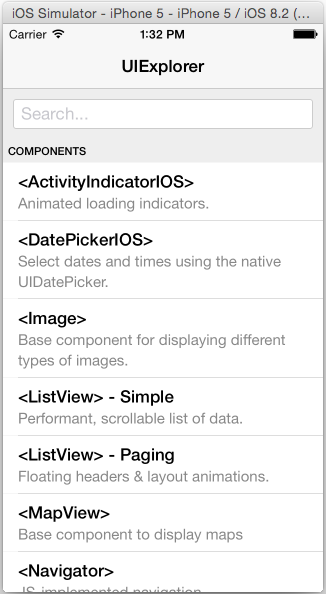 iOS Simulator - iPhone 5 - iPhone 5 / iOS 8.2 (...
Carrier 1:32 PM
UIExplorer
Search...
COMPONENTS
<ActivityIndicatorIOS>
Animated loading indicators.
<DatePickerIOS>
Select dates and times using the native
UIDatePicker.
<Image>
Base component for displaying different
types of images.
<ListView> - Simple
Performant, scrollable list of data.
<ListView> - Paging
Floating headers & layout animations.
<MapView>
Base component to display maps
<Navigator>
JS-implemented navigation